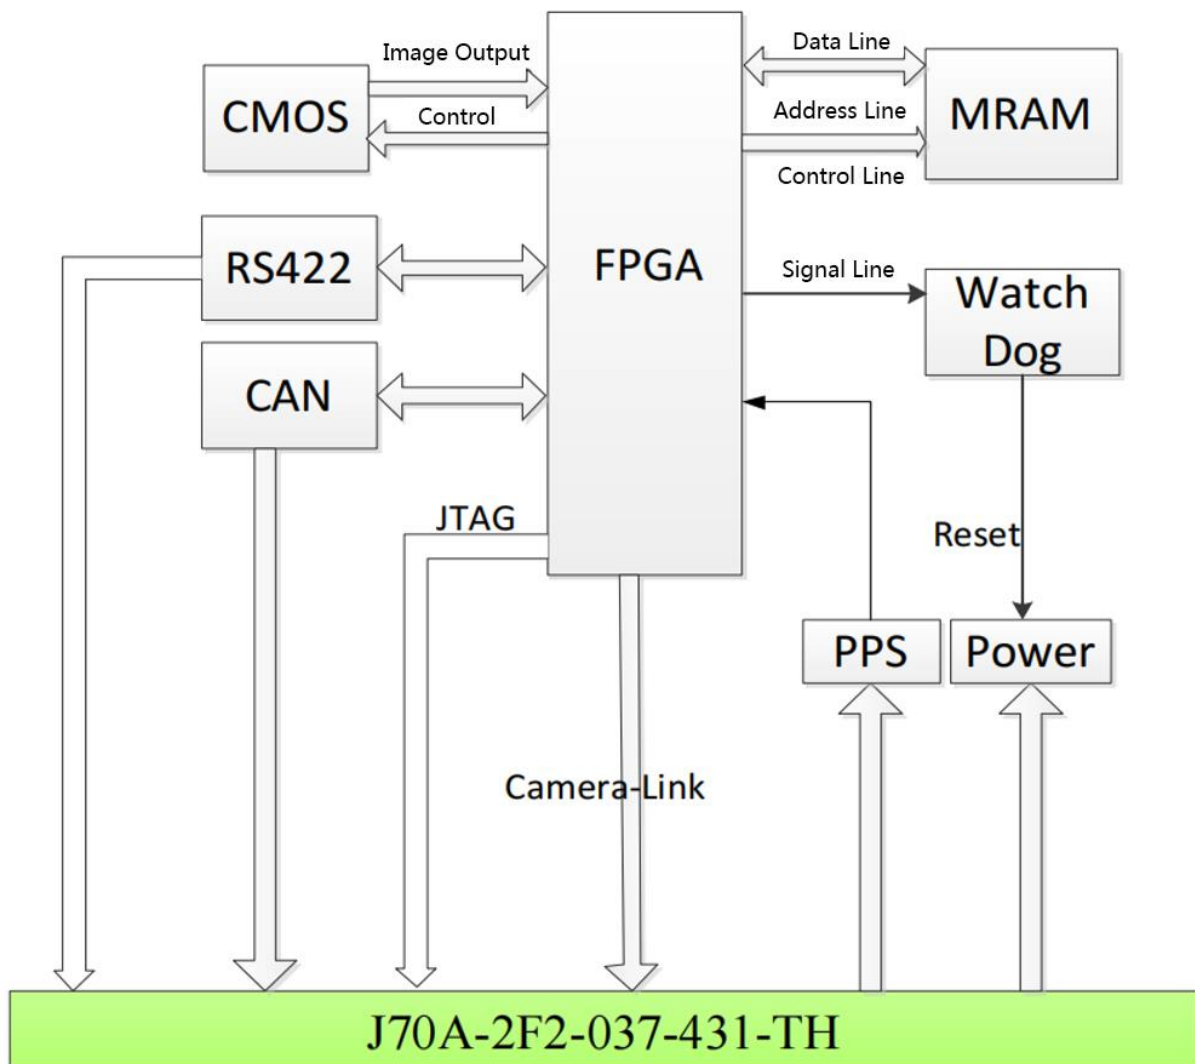 Image Output
Data Line
CMOS
Control
Address Line
MRAM
Control Line
RS422
FPGA
Signal Line
Watch
Dog
CAN
JTAG
Reset
PPS
Power
Camera-Link
J70A-2F2-037-431-TH